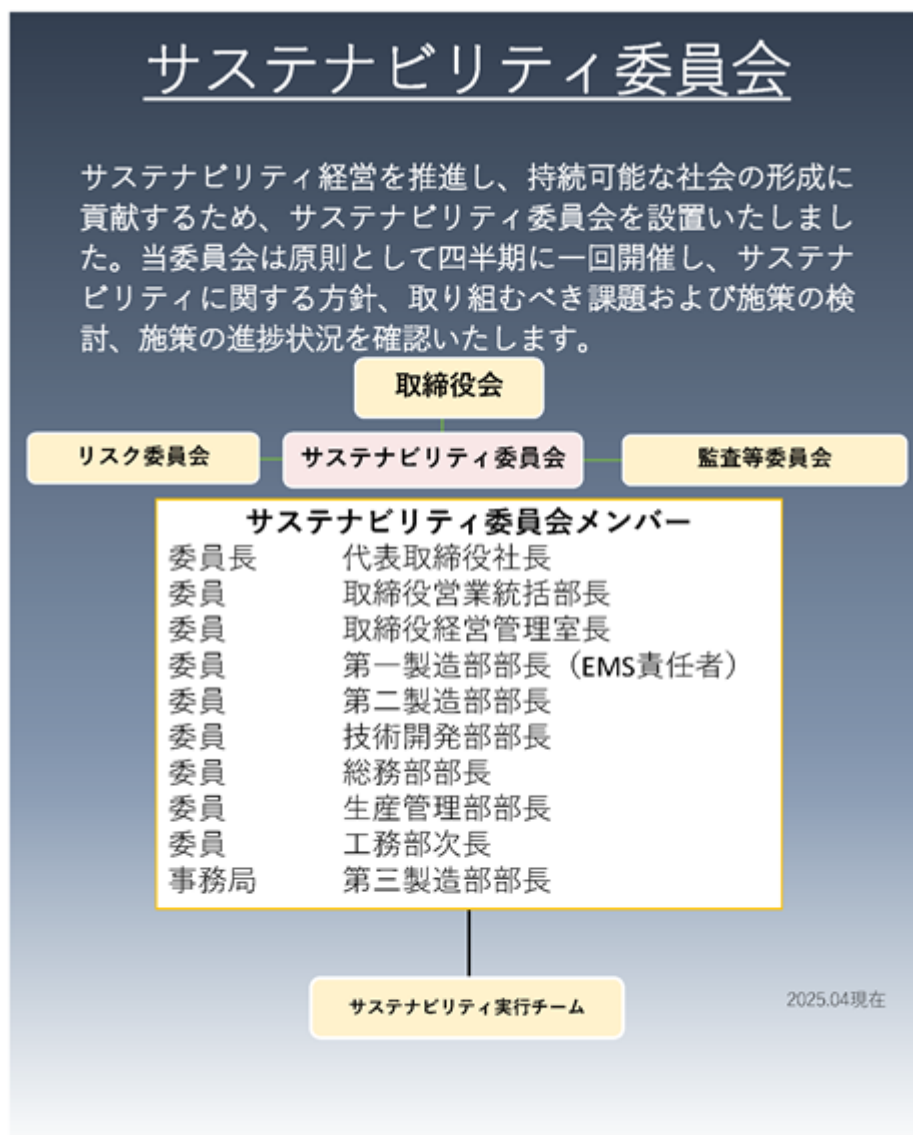 サステナビリティ委員会
サステナビリティ経営を推進し、持続可能な社会の形成に
貢献するため、サステナビリティ委員会を設置いたしまし
た。当委員会は原則として四半期に一回開催し、サステナ
ビリティに関する方針、取り組むべき課題および施策の検
討、施策の進捗状況を確認いたします。
取締役会
リスク委員会 サステナビリティ委員会 監査等委員会
サステナビリティ委員会メンバー
委員長 代表取締役社長
委員 取締役営業統括部長
委員 取締役経営管理室長
委員 第一製造部部長（EMS責任者）
委員 第二製造部部長
委員 技術開発部部長
委員 総務部部長
委員 生産管理部部長
委員 工務部次長
事務局 第三製造部部長
サステナビリティ実行チーム
2025.04現在